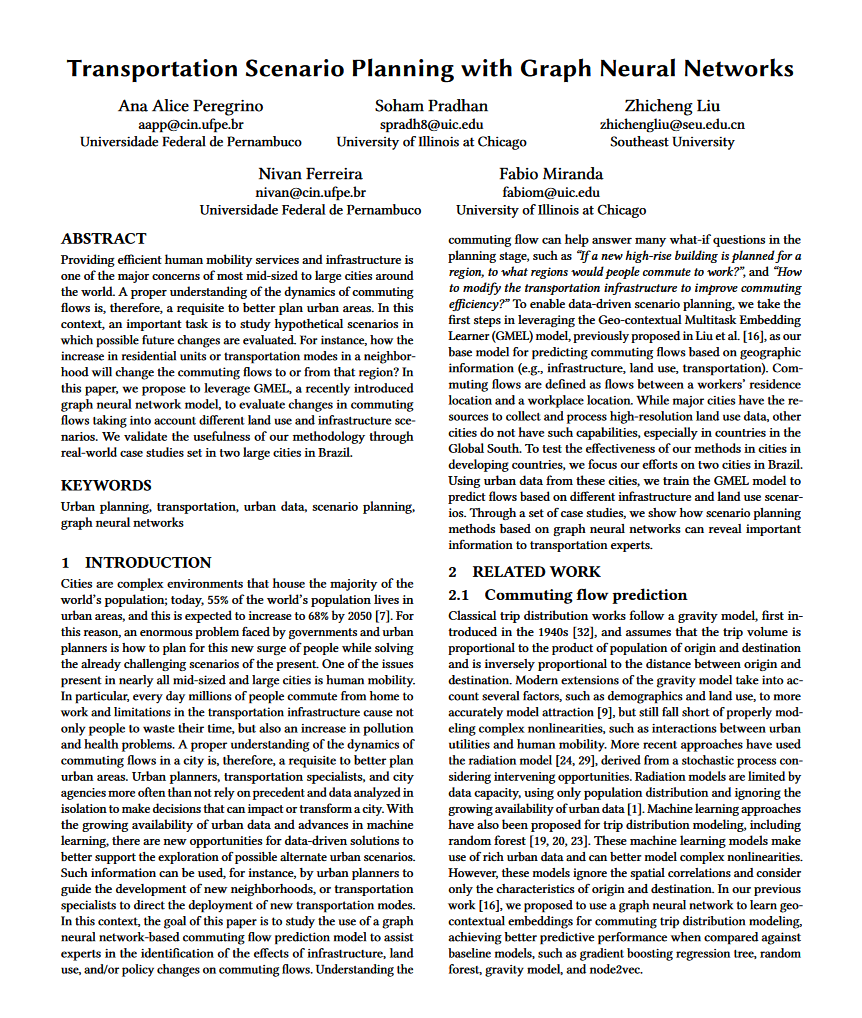 Transportation Scenario Planning with Graph Neural Networks
Ana Alice Peregrino
aapp@cin.ufpe.br
Universidade Federal de Pernambuco
Soham Pradhan
spradh8@uic.edu
University of Illinois at Chicago
Zhicheng Liu
zhichengliu@seu.edu.cn
Southeast University
Nivan Ferreira
nivan@cin.ufpe.br
Universidade Federal de Pernambuco
Fabio Miranda
fabiom@uic.edu
University of Illinois at Chicago
ABSTRACT
Providing efficient human mobility services and infrastructure is
one of the major concerns of most mid-sized to large cities around
the world. A proper understanding of the dynamics of commuting
flows is, therefore, a requisite to better plan urban areas. In this
context, an important task is to study hypothetical scenarios in
which possible future changes are evaluated. For instance, how the
increase in residential units or transportation modes in a neighbor-
hood will change the commuting flows to or from that region? In
this paper, we propose to leverage GMEL, a recently introduced
graph neural network model, to evaluate changes in commuting
flows taking into account different land use and infrastructure sce-
narios. We validate the usefulness of our methodology through
real-world case studies set in two large cities in Brazil.
KEYWORDS
Urban planning, transportation, urban data, scenario planning,
graph neural networks
1 INTRODUCTION
Cities are complex environments that house the majority of the
world's population; today, 55% of the world's population lives in
urban areas, and this is expected to increase to 68% by 2050 [7]. For
this reason, an enormous problem faced by governments and urban
planners is how to plan for this new surge of people while solving
the already challenging scenarios of the present. One of the issues
present in nearly all mid-sized and large cities is human mobility.
In particular, every day millions of people commute from home to
work and limitations in the transportation infrastructure cause not
only people to waste their time, but also an increase in pollution
and health problems. A proper understanding of the dynamics of
commuting flows in a city is, therefore, a requisite to better plan
urban areas. Urban planners, transportation specialists, and city
agencies more often than not rely on precedent and data analyzed in
isolation to make decisions that can impact or transform a city. With
the growing availability of urban data and advances in machine
learning, there are new opportunities for data-driven solutions to
better support the exploration of possible alternate urban scenarios.
Such information can be used, for instance, by urban planners to
guide the development of new neighborhoods, or transportation
specialists to direct the deployment of new transportation modes.
In this context, the goal of this paper is to study the use of a graph
neural network-based commuting flow prediction model to assist
experts in the identification of the effects of infrastructure, land
use, and/or policy changes on commuting flows. Understanding the
commuting flow can help answer many what-if questions in the
planning stage, such as "If a new high-rise building is planned for a
region, to what regions would people commute to work?", and "How
to modify the transportation infrastructure to improve commuting
efficiency?" To enable data-driven scenario planning, we take the
first steps in leveraging the Geo-contextual Multitask Embedding
Learner (GMEL) model, previously proposed in Liu et al. [16], as our
base model for predicting commuting flows based on geographic
information (e.g., infrastructure, land use, transportation). Com-
muting flows are defined as flows between a workers' residence
location and a workplace location. While major cities have the re-
sources to collect and process high-resolution land use data, other
cities do not have such capabilities, especially in countries in the
Global South. To test the effectiveness of our methods in cities in
developing countries, we focus our efforts on two cities in Brazil.
Using urban data from these cities, we train the GMEL model to
predict flows based on different infrastructure and land use scenar-
ios. Through a set of case studies, we show how scenario planning
methods based on graph neural networks can reveal important
information to transportation experts.
2 RELATED WORK
2.1 Commuting flow prediction
Classical trip distribution works follow a gravity model, first in-
troduced in the 1940s [32], and assumes that the trip volume is
proportional to the product of population of origin and destination
and is inversely proportional to the distance between origin and
destination. Modern extensions of the gravity model take into ac-
count several factors, such as demographics and land use, to more
accurately model attraction [9], but still fall short of properly mod-
eling complex nonlinearities, such as interactions between urban
utilities and human mobility. More recent approaches have used
the radiation model [24, 29], derived from a stochastic process con-
sidering intervening opportunities. Radiation models are limited by
data capacity, using only population distribution and ignoring the
growing availability of urban data [1]. Machine learning approaches
have also been proposed for trip distribution modeling, including
random forest [19, 20, 23]. These machine learning models make
use of rich urban data and can better model complex nonlinearities.
However, these models ignore the spatial correlations and consider
only the characteristics of origin and destination. In our previous
work [16], we proposed to use a graph neural network to learn geo-
contextual embeddings for commuting trip distribution modeling,
achieving better predictive performance when compared against
baseline models, such as gradient boosting regression tree, random
forest, gravity model, and node2vec.